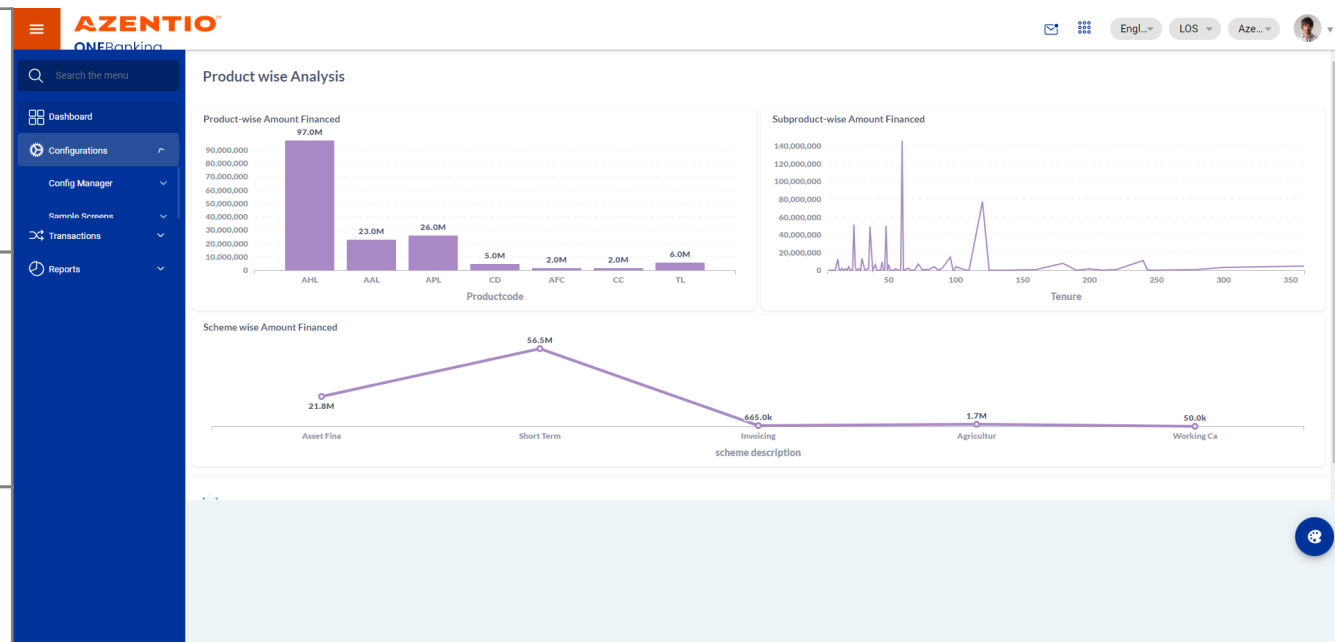 AZENTIO™
ONEBanking
Engl...
LOS
Aze...
Search the menu
Dashboard
Configurations
Config Manager
Sample Screens
Transactions
Reports
Product wise Analysis
Product-wise Amount Financed
97.0M
90,000,000
80,000,000
70,000,000
60,000,000
50,000,000
40,000,000
30,000,000
20,000,000
10,000,000
0
23.0M
26.0M
5.0M
2.0M
2.0M
6.0M
AHL AAL APL CD AFC CC TL
Productcode
Subproduct-wise Amount Financed
140,000,000
120,000,000
100,000,000
80,000,000
60,000,000
40,000,000
20,000,000
0
50 100 150 200 250 300 350
Tenure
Scheme wise Amount Financed
56.5M
21.8M
665.0k
1.7M
50.0k
Asset Fina Short Term Invoicing Agricultur Working Ca
scheme description